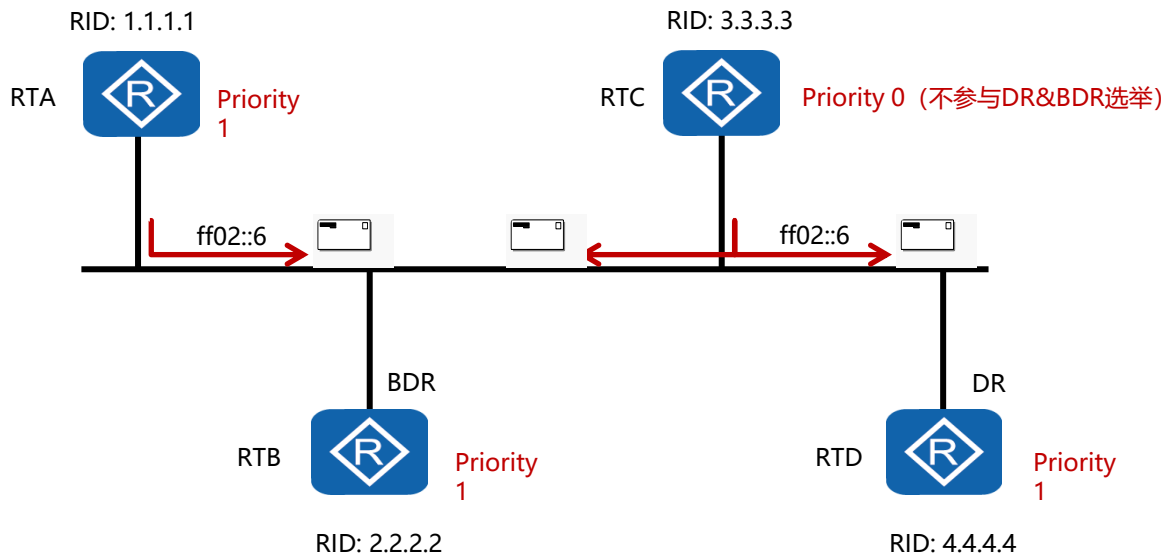 RID: 1.1.1.1
RID: 3.3.3.3
RTA
R
Priority
1
RTC
R
Priority 0（不参与DR&BDR选举）
ff02::6
ff02::6
BDR
DR
RTB
R
Priority
1
RTD
R
Priority
1
RID: 2.2.2.2
RID: 4.4.4.4